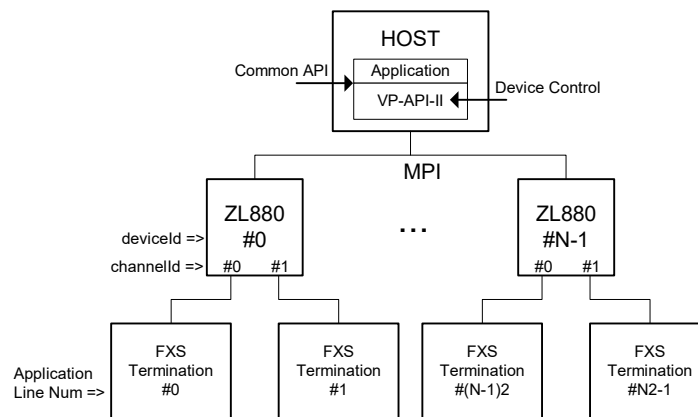 HOST
Common API
Application
VP-API-II
Device Control
MPI
ZL880
#0
deviceId =>
channelId =>
#0 #1
...
ZL880
#N-1
#0 #1
Application
Line Num =>
FXS
Termination
#0
FXS
Termination
#1
FXS
Termination
#(N-1)2
FXS
Termination
#N2-1